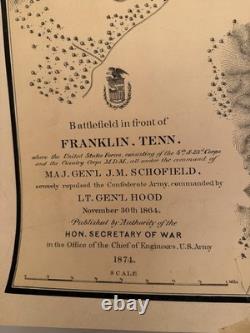 Battlefield in front of
FRANKLIN, TENN.
where the United States Forces, consisting of the 4th & 23d Corps
and the Cavalry Corps M.D.M., all under the command of
MAJ. GEN'L J.M. SCHOFIELD,
severely repulsed the Confederate Army, commanded by
LT. GEN'L HOOD
November 30th 1864.
Published by Authority of the
HON. SECRETARY OF WAR
in the Office of the Chief of Engineers, U.S. Army
1874.
SCALE
1 Mile